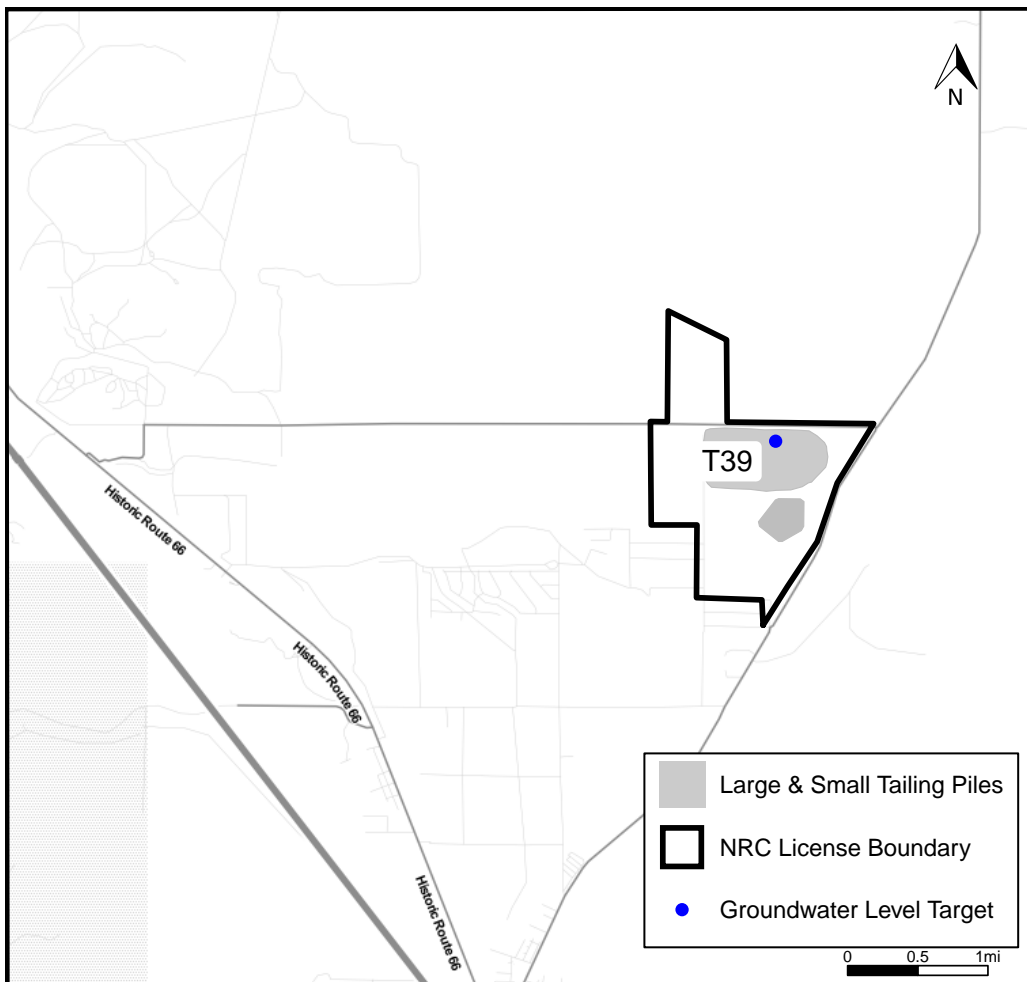 N
T39
Historic Route 66
Historic Route 66
Historic Route 66
Large & Small Tailing Piles
NRC License Boundary
Groundwater Level Target
0 0.5 1mi